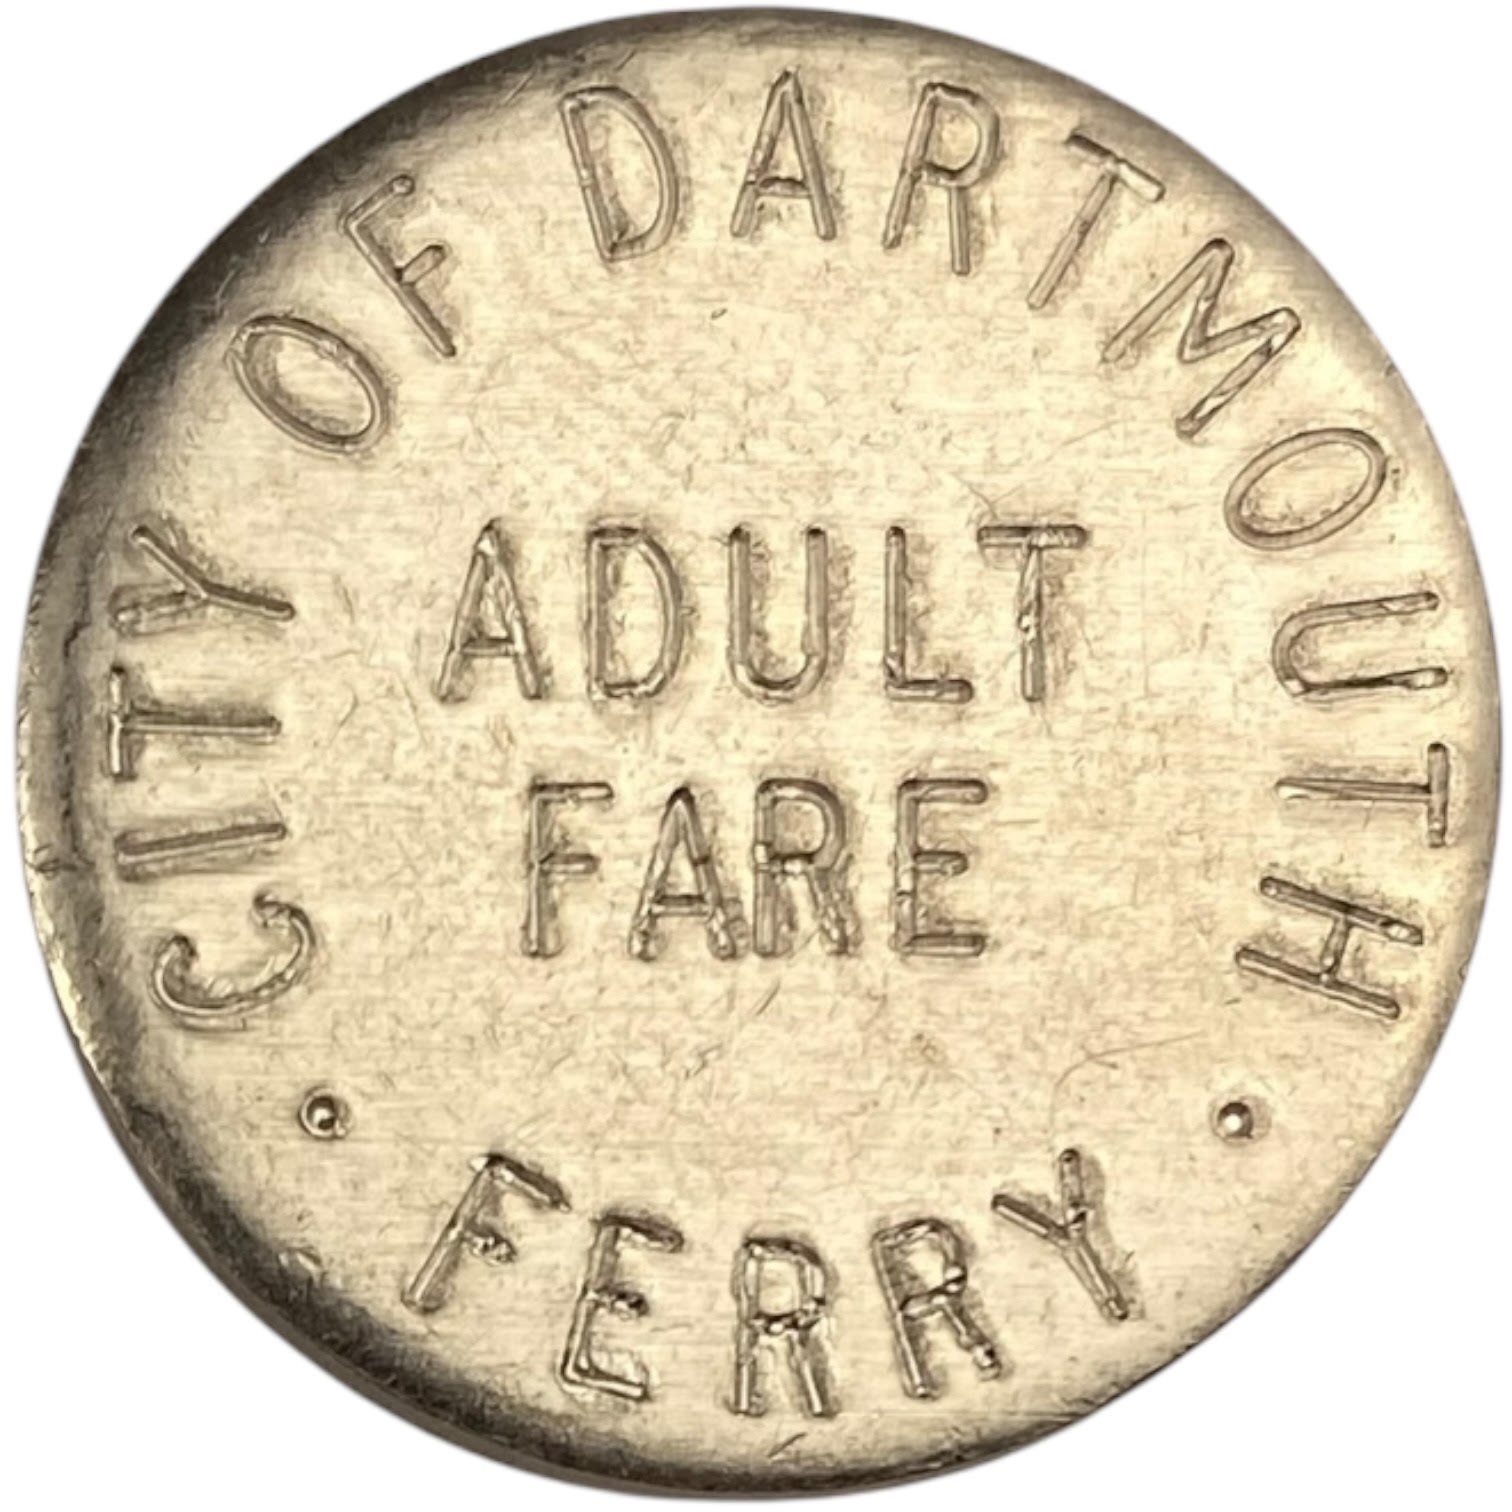 CITY OF DARTMOUTH
ADULT
FARE
· FERRY ·